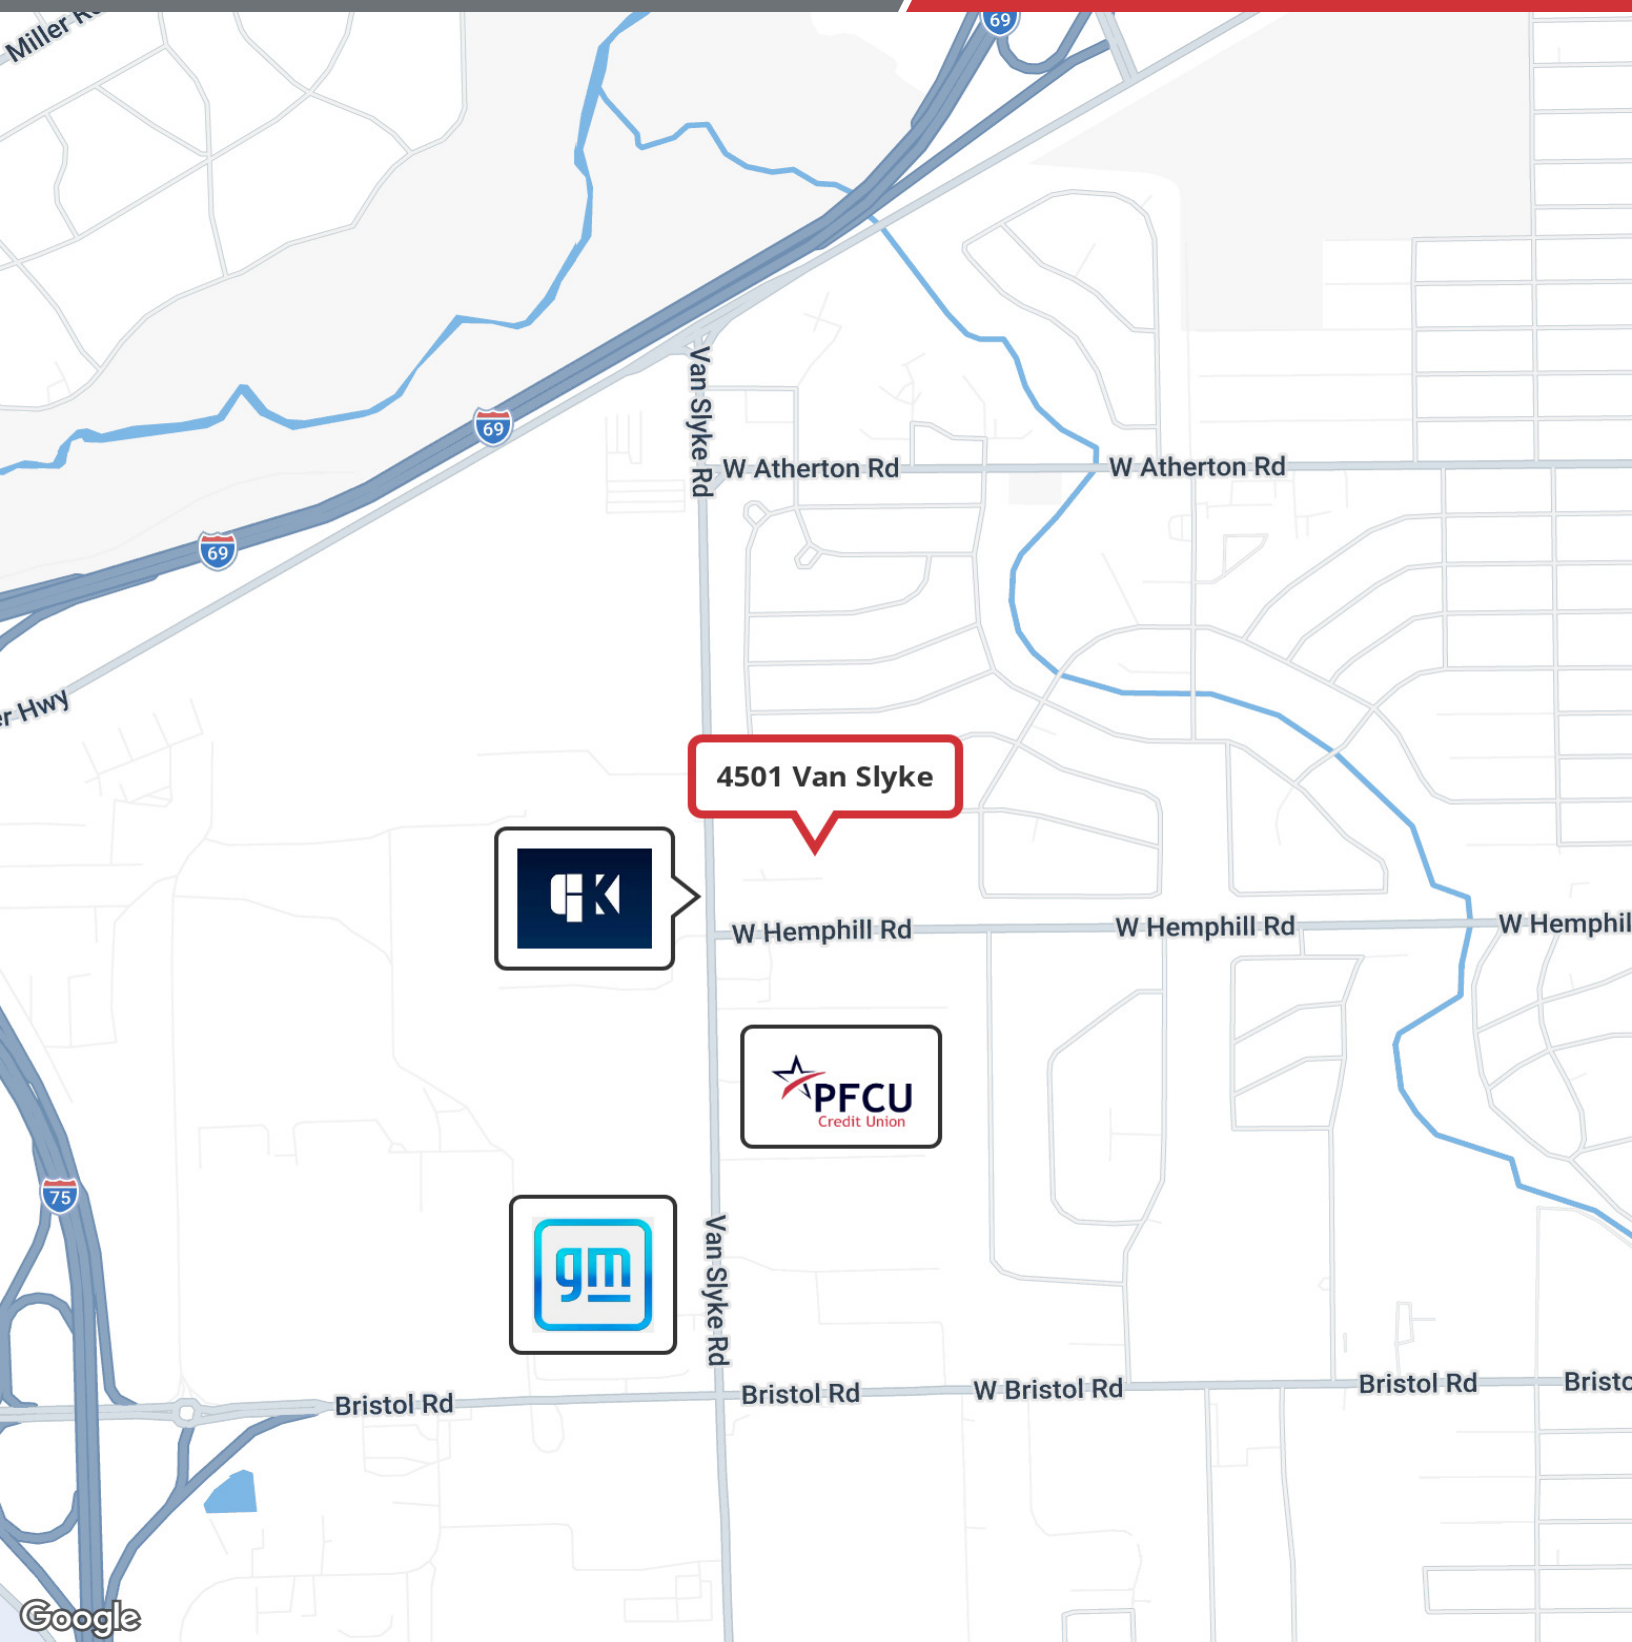 Miller
69
Van Slyke Rd
69
W Atherton Rd
W Atherton Rd
69
er Hwy
4501 Van Slyke
GK
W Hemphill Rd
W Hemphill Rd
W Hemphil
PFCU
Credit Union
75
gm
Van Slyke Rd
Bristol Rd
Bristol Rd
W Bristol Rd
Bristol Rd
Bristo
Google